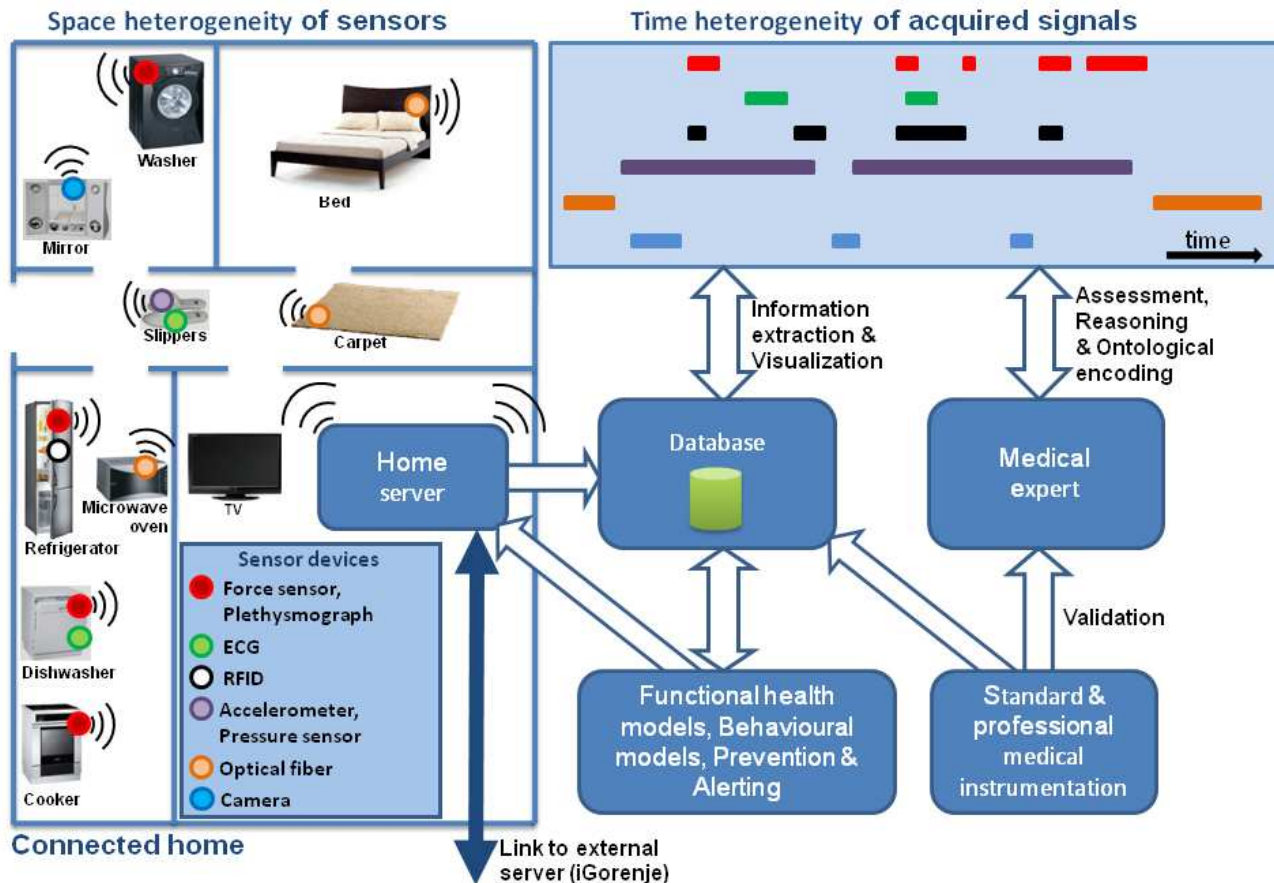 Space heterogeneity of sensors
Time heterogeneity of acquired signals
Washer
Bed
Mirror
time
Slippers
Carpet
Information
extraction &
Visualization
Assessment,
Reasoning
& Ontological
encoding
Refrigerator
Microwave
oven
TV
Home
server
Database
Medical
expert
Sensor devices
Force sensor,
Plethysmograph
ECG
RFID
Accelerometer,
Pressure sensor
Optical fiber
Camera
Dishwasher
Cooker
Validation
Functional health
models, Behavioural
models, Prevention &
Alerting
Standard &
professional
medical
instrumentation
Connected home
Link to external
server (iGorenje)